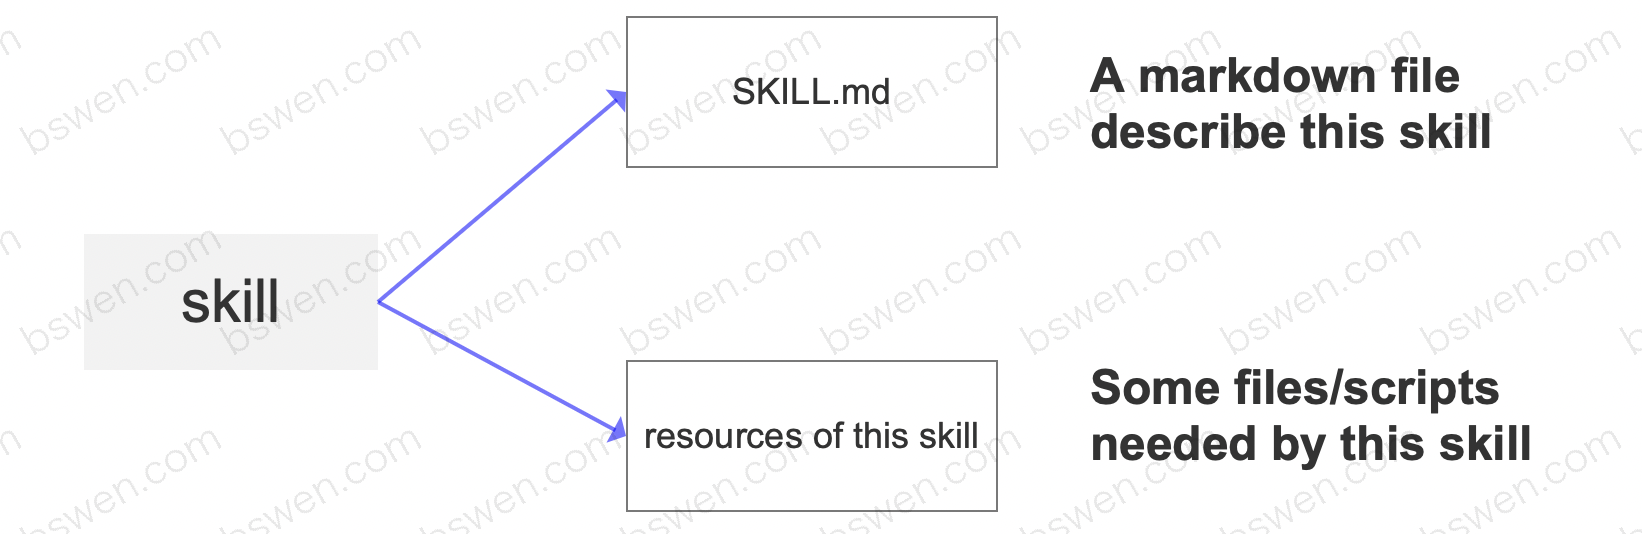 SKILL.md
A markdown file
describe this skill
skill
resources of this skill
Some files/scripts
needed by this skill
bswen.com